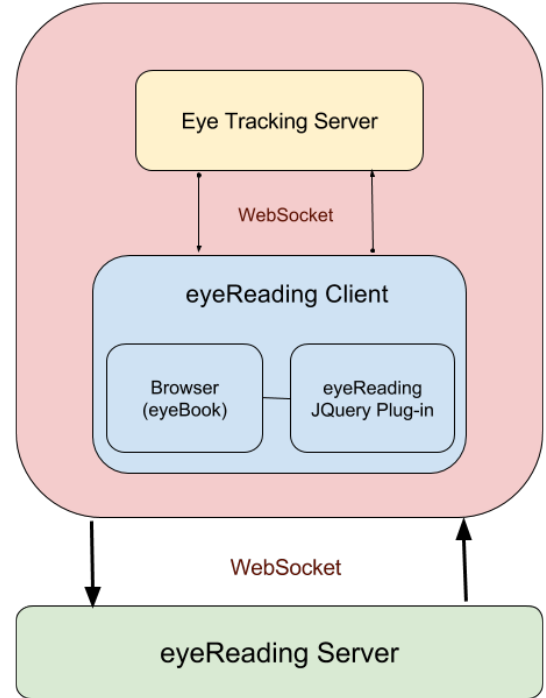 Eye Tracking Server
WebSocket
eyeReading Client
Browser
(eyeBook)
eyeReading
JQuery Plug-in
WebSocket
eyeReading Server